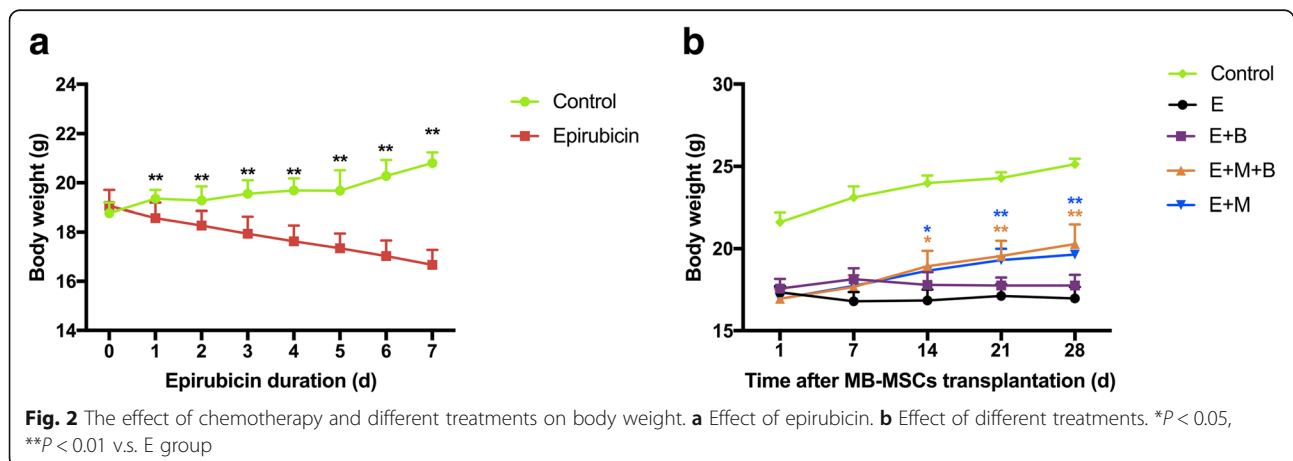 a
24
22
20
18
16
14
Body weight (g)
** ** ** ** ** ** **
0 1 2 3 4 5 6 7
Epirubicin duration (d)
Control
Epirubicin
b
30
25
20
15
Body weight (g)
* ** **
* ** **
1 7 14 21 28
Time after MB-MSCs transplantation (d)
Control
E
E+B
E+M+B
E+M
Fig. 2 The effect of chemotherapy and different treatments on body weight. a Effect of epirubicin. b Effect of different treatments. *P < 0.05,
**P < 0.01 v.s. E group